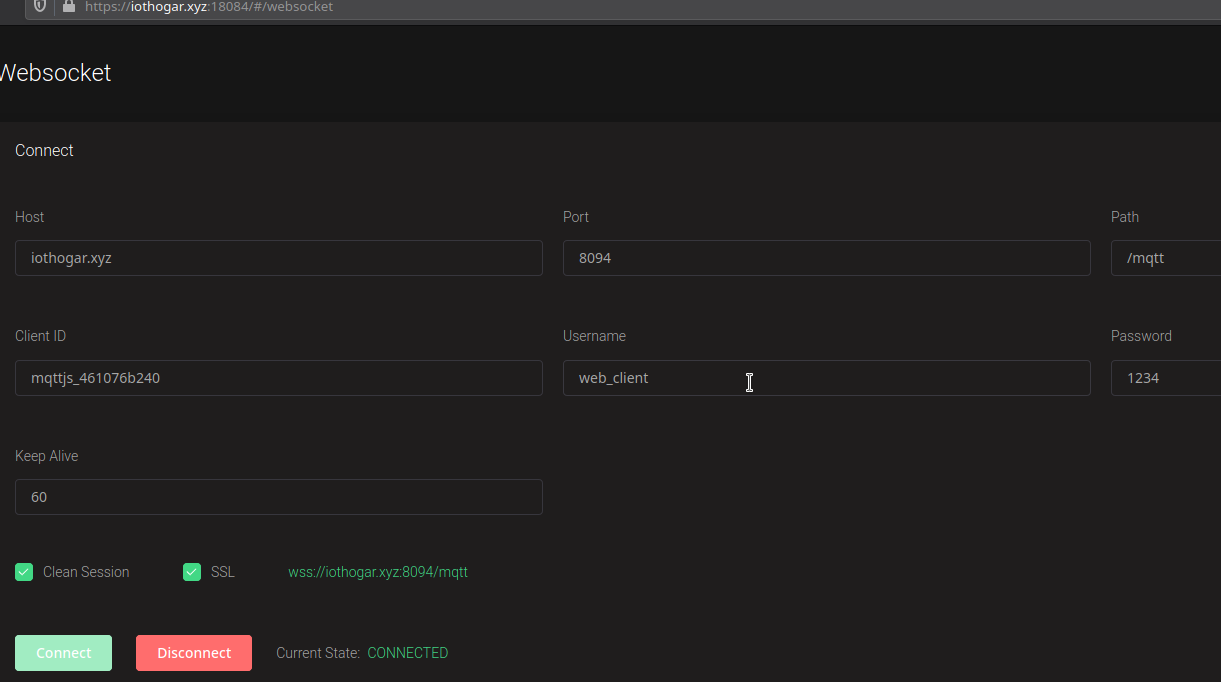 https://iothogar.xyz:18084/#/websocket
Websocket
Connect
Host Port Path
iothogar.xyz 8094 /mqtt
Client ID Username Password
mqttjs_461076b240 web_client 1234
Keep Alive
60
Clean Session SSL wss://iothogar.xyz:8094/mqtt
Connect Disconnect Current State: CONNECTED